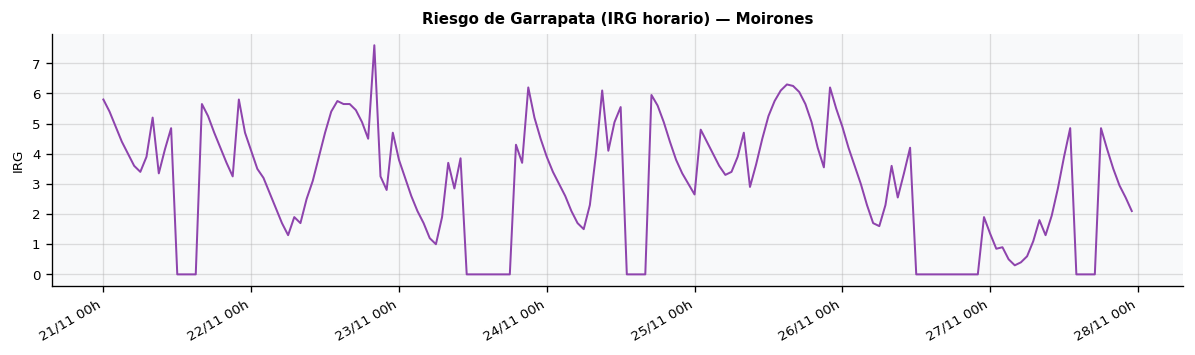 Riesgo de Garrapata (IRG horario) — Moirones
IRG
7
6
5
4
3
2
1
0
21/11 00h
22/11 00h
23/11 00h
24/11 00h
25/11 00h
26/11 00h
27/11 00h
28/11 00h